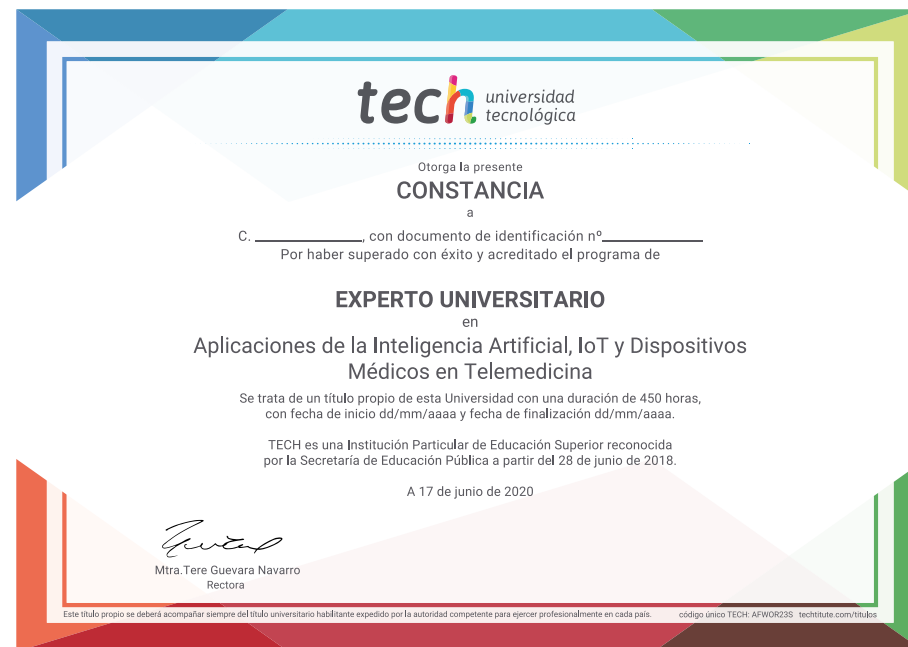 tech universidad
tecnológica
Otorga la presente
CONSTANCIA
a
C. ______________, con documento de identificación nº______________
Por haber superado con éxito y acreditado el programa de
EXPERTO UNIVERSITARIO
en
Aplicaciones de la Inteligencia Artificial, IoT y Dispositivos
Médicos en Telemedicina
Se trata de un título propio de esta Universidad con una duración de 450 horas,
con fecha de inicio dd/mm/aaaa y fecha de finalización dd/mm/aaaa.
TECH es una Institución Particular de Educación Superior reconocida
por la Secretaría de Educación Pública a partir del 28 de junio de 2018.
A 17 de junio de 2020
Mtra.Tere Guevara Navarro
Rectora
Este título propio se deberá acompañar siempre del título universitario habilitante expedido por la autoridad competente para ejercer profesionalmente en cada país. código único TECH: AFWOR23S techtitute.com/titulos